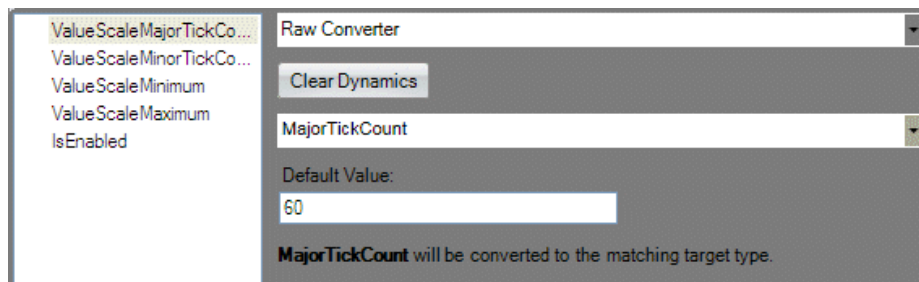 ValueScaleMajorTickCo...
ValueScaleMinorTickCo...
ValueScaleMinimum
ValueScaleMaximum
IsEnabled
Raw Converter
Clear Dynamics
MajorTickCount
Default Value:
60
MajorTickCount will be converted to the matching target type.